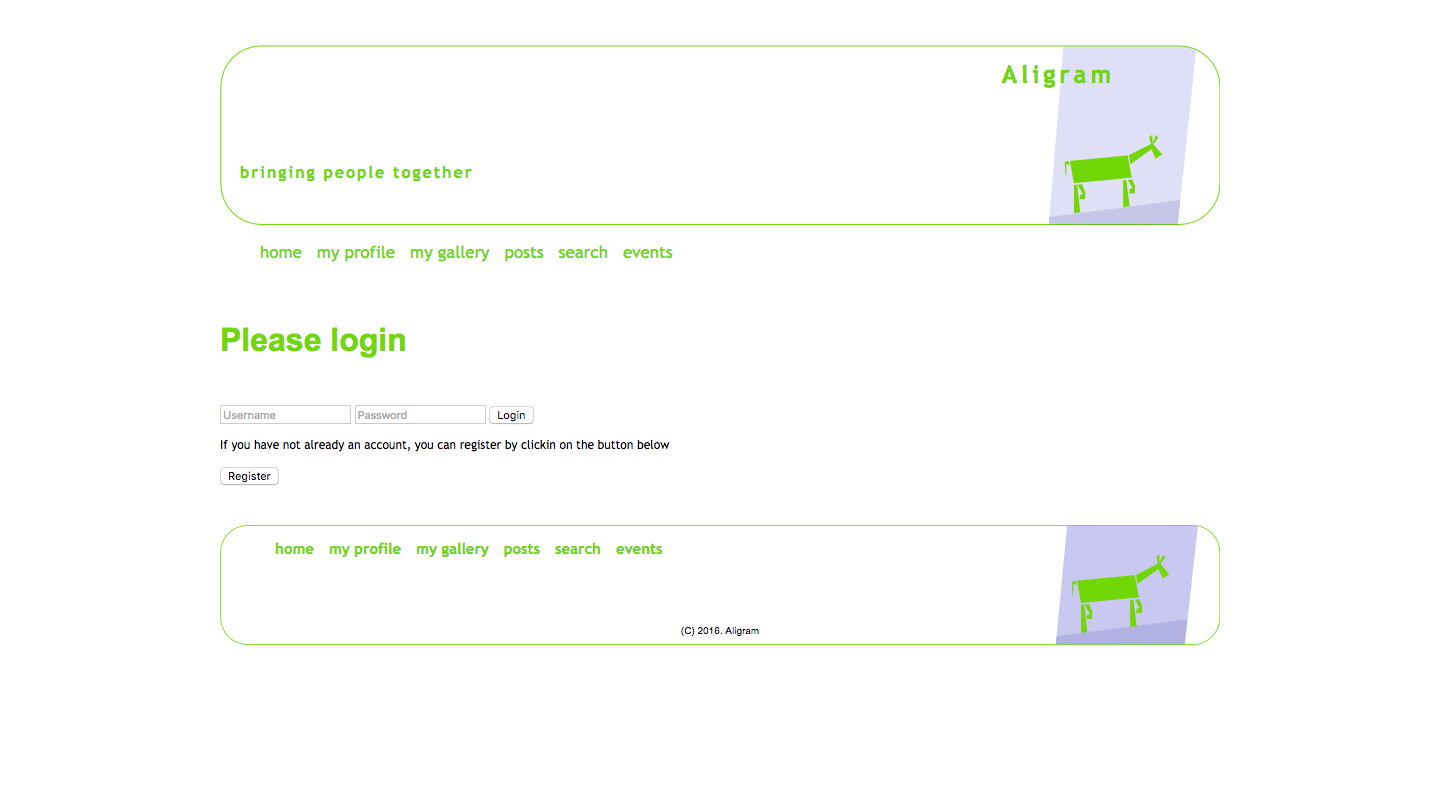 Aligram
bringing people together
home my profile my gallery posts search events
Please login
Username Password Login
If you have not already an account, you can register by clickin on the button below
Register
home my profile my gallery posts search events
(C) 2016. Aligram